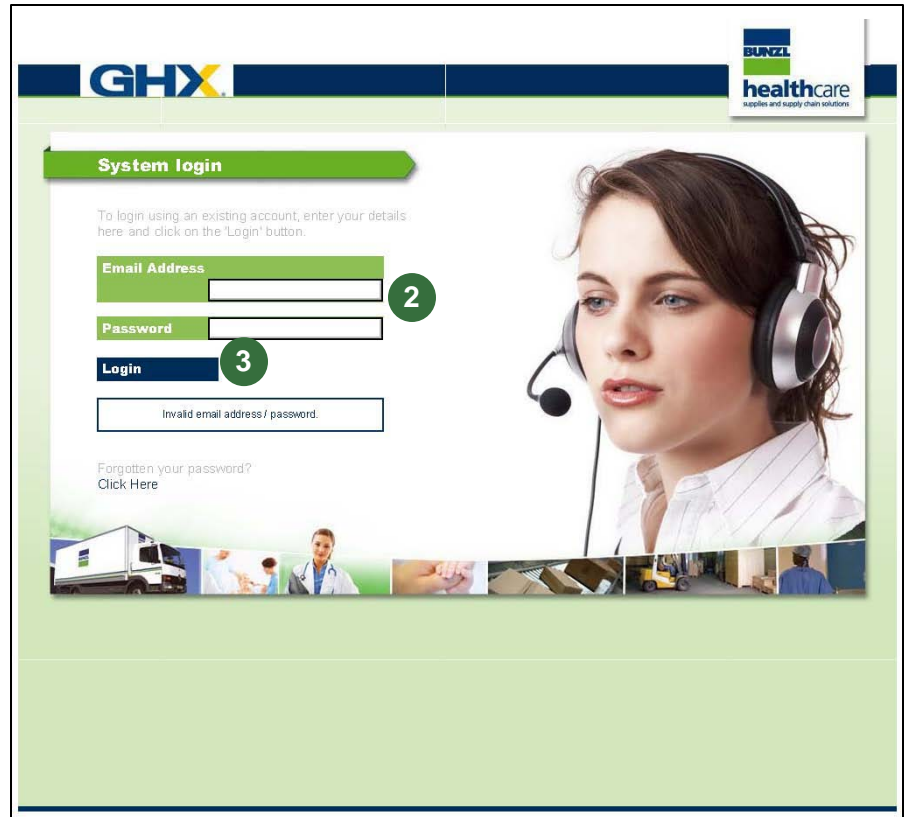 BUNZL
GHX.
healthcare
supplies and supply chain solutions
System login
To login using an existing account, enter your details
here and click on the 'Login' button.
Email Address
2
Password
3
Login
Invalid email address / password.
Forgotten your password?
Click Here